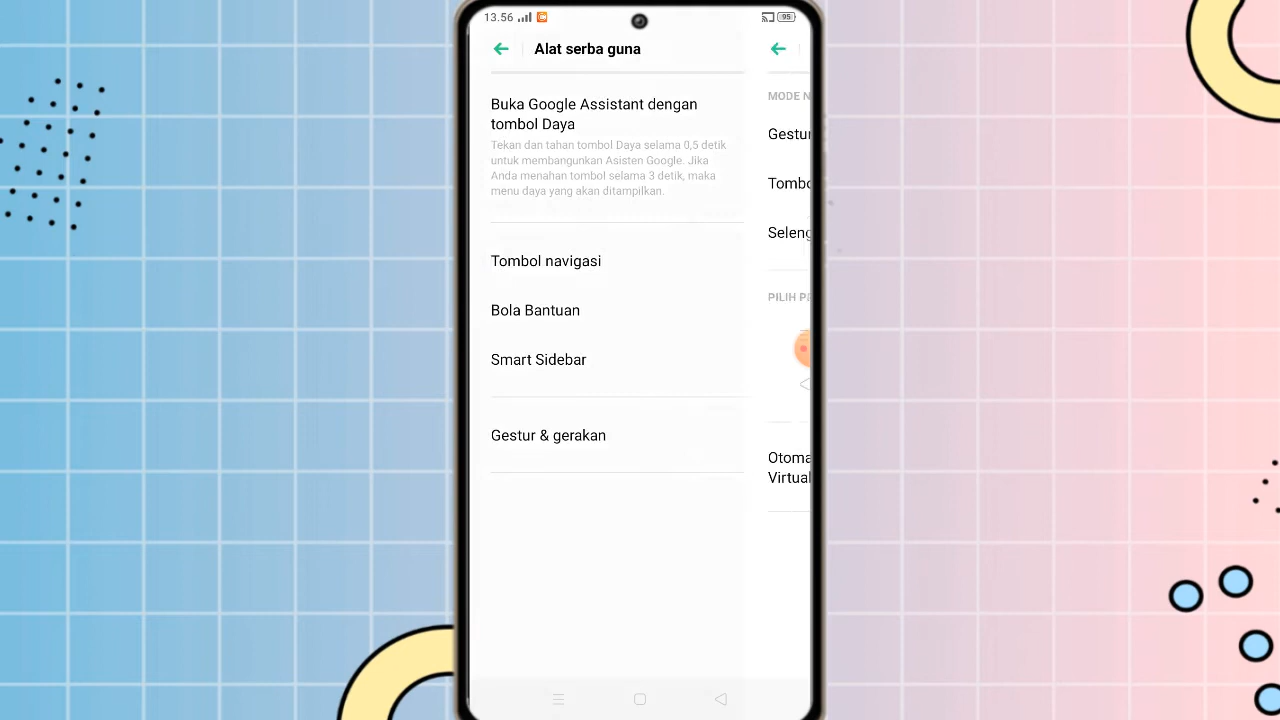 13.56
95
Alat serba guna
Buka Google Assistant dengan
tombol Daya
Tekan dan tahan tombol Daya selama 0,5 detik
untuk membangunkan Asisten Google. Jika
Anda menahan tombol selama 3 detik, maka
menu daya yang akan ditampilkan.
Tombol navigasi
Bola Bantuan
Smart Sidebar
Gestur & gerakan
MODE N
Gestu
Tombo
Seleng
PILIH P
Otoma
Virtual